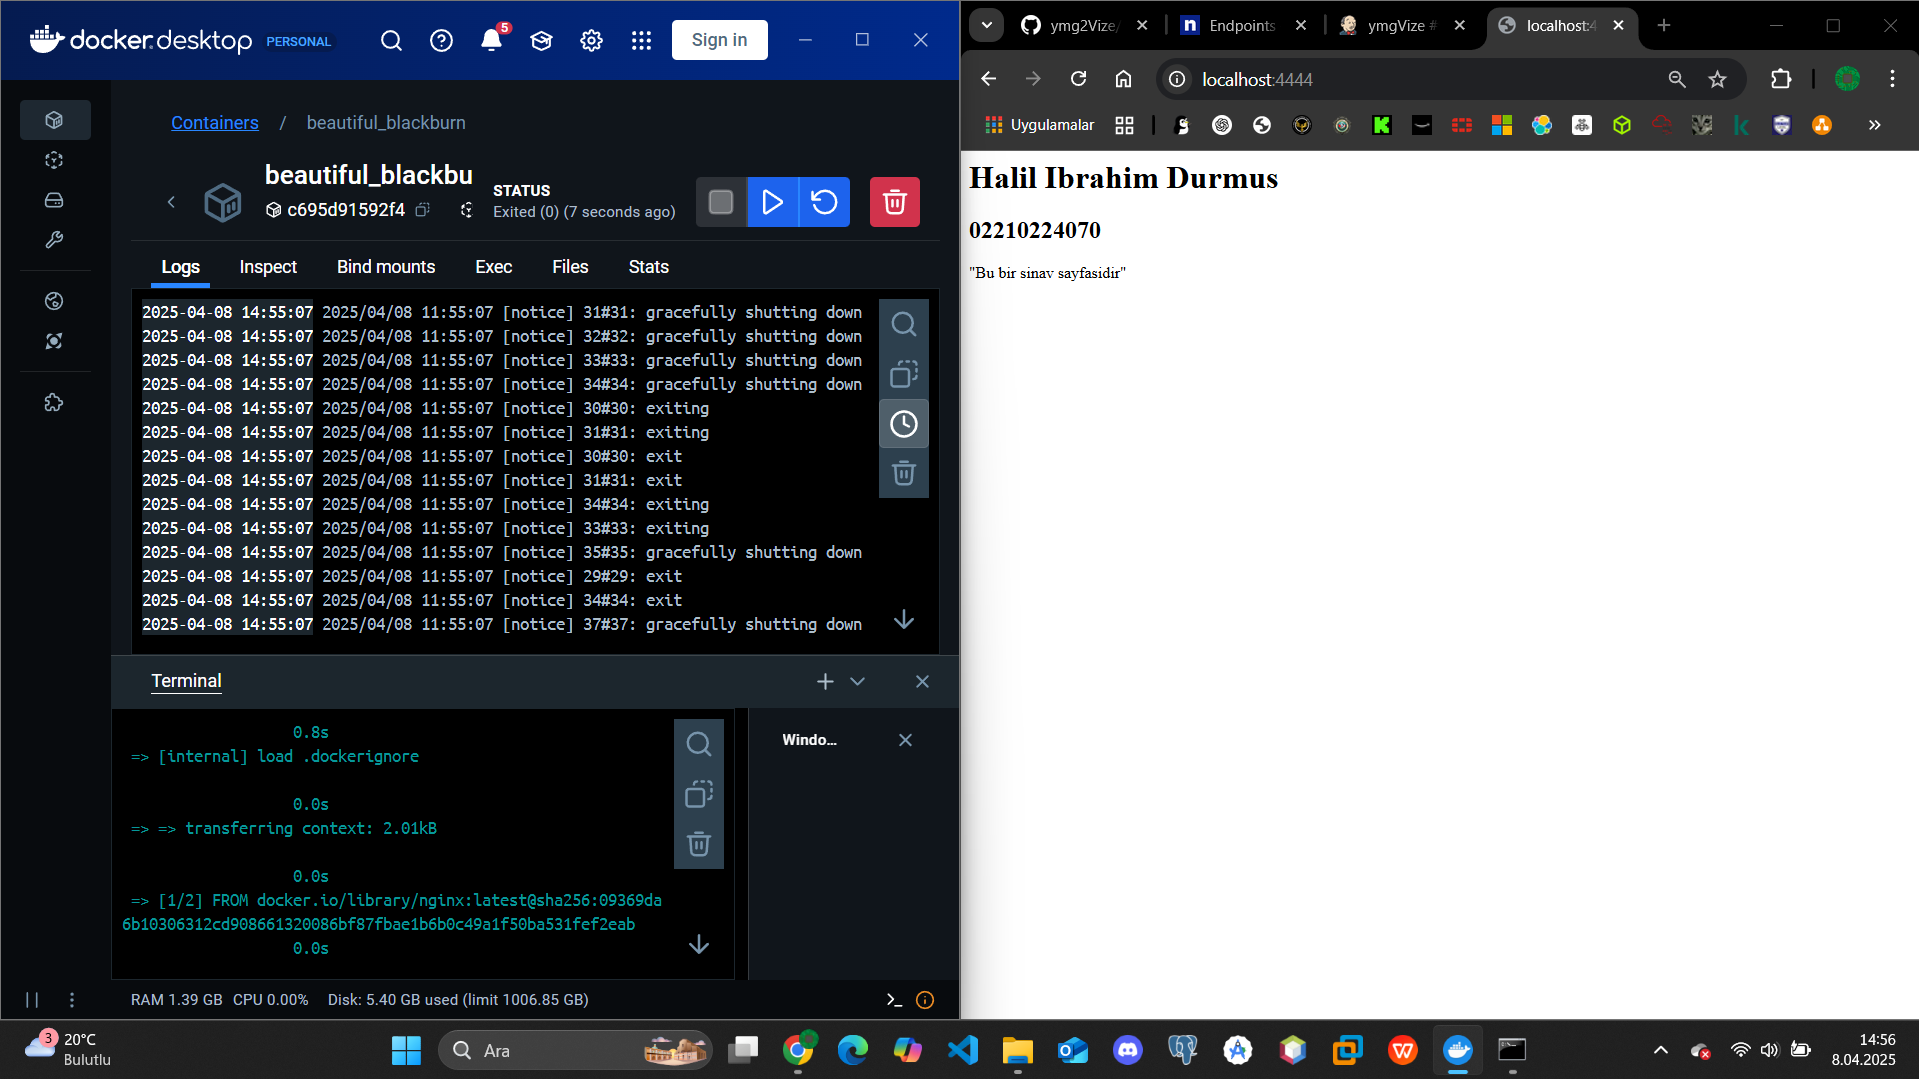 docker.desktop PERSONAL
5
Sign in
Containers / beautiful_blackburn
beautiful_blackbu
c695d91592f4
STATUS
Exited (0) (7 seconds ago)
Logs Inspect Bind mounts Exec Files Stats
2025-04-08 14:55:07 2025/04/08 11:55:07 [notice] 31#31: gracefully shutting down
2025-04-08 14:55:07 2025/04/08 11:55:07 [notice] 32#32: gracefully shutting down
2025-04-08 14:55:07 2025/04/08 11:55:07 [notice] 33#33: gracefully shutting down
2025-04-08 14:55:07 2025/04/08 11:55:07 [notice] 34#34: gracefully shutting down
2025-04-08 14:55:07 2025/04/08 11:55:07 [notice] 30#30: exiting
2025-04-08 14:55:07 2025/04/08 11:55:07 [notice] 31#31: exiting
2025-04-08 14:55:07 2025/04/08 11:55:07 [notice] 30#30: exit
2025-04-08 14:55:07 2025/04/08 11:55:07 [notice] 31#31: exit
2025-04-08 14:55:07 2025/04/08 11:55:07 [notice] 34#34: exiting
2025-04-08 14:55:07 2025/04/08 11:55:07 [notice] 33#33: exiting
2025-04-08 14:55:07 2025/04/08 11:55:07 [notice] 35#35: gracefully shutting down
2025-04-08 14:55:07 2025/04/08 11:55:07 [notice] 29#29: exit
2025-04-08 14:55:07 2025/04/08 11:55:07 [notice] 34#34: exit
2025-04-08 14:55:07 2025/04/08 11:55:07 [notice] 37#37: gracefully shutting down
Terminal
0.8s
=> [internal] load .dockerignore
0.0s
=> => transferring context: 2.01kB
0.0s
=> [1/2] FROM docker.io/library/nginx:latest@sha256:09369da
6b10306312cd908661320086bf87fbae1b6b0c49a1f50ba531fef2eab
0.0s
Windo...
RAM 1.39 GB CPU 0.00% Disk: 5.40 GB used (limit 1006.85 GB)
ymg2Vize/
Endpoints
ymgVize #
localhost:4
localhost:4444
Uygulamalar
Halil Ibrahim Durmus
02210224070
"Bu bir sinav sayfasidir"
3
20°C
Bulutlu
Ara
14:56
8.04.2025